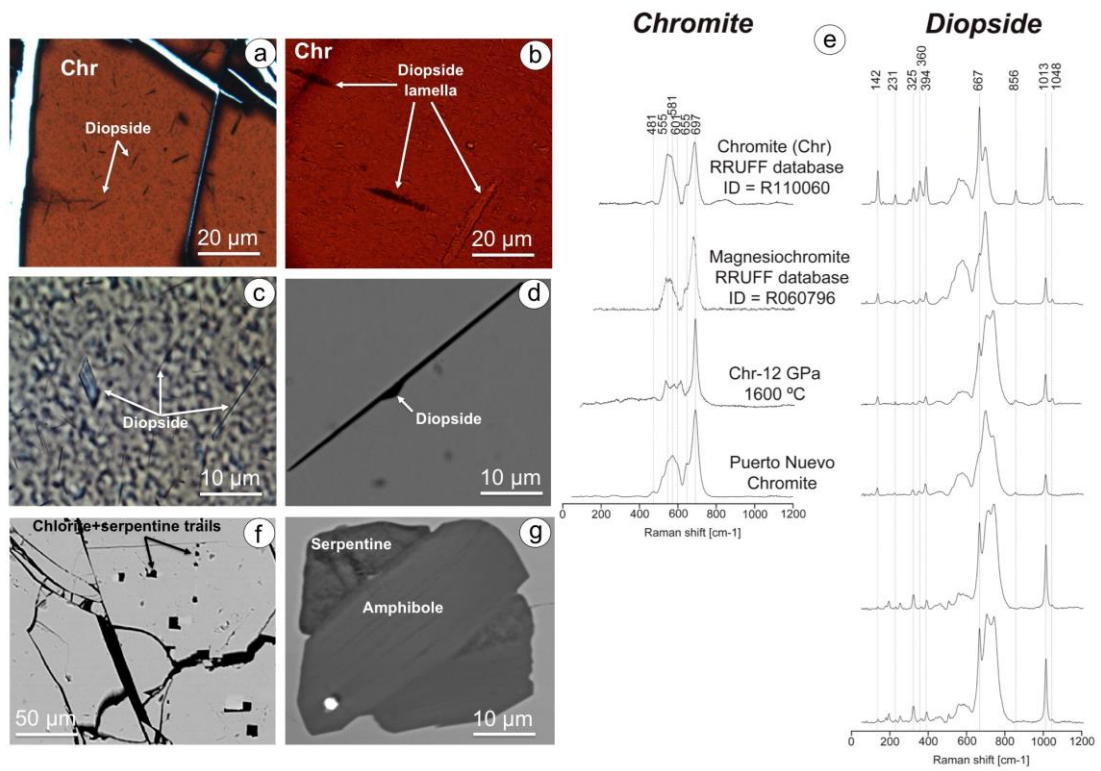 Chromite
Diopside
a
Chr
Diopside
20 µm
b
Chr
Diopside
lamella
20 µm
c
Diopside
10 µm
d
Diopside
10 µm
f
Chlorite+serpentine trails
50 µm
g
Serpentine
Amphibole
10 µm
e
481
555
581
601
655
697
Chromite (Chr)
RRUFF database
ID = R110060
Magnesiochromite
RRUFF database
ID = R060796
Chr-12 GPa
1600 ºC
Puerto Nuevo
Chromite
0 200 400 600 800 1000 1200
Raman shift [cm-1]
142
231
325
360
394
667
856
1013
1048
0 200 400 600 800 1000 1200
Raman shift [cm-1]